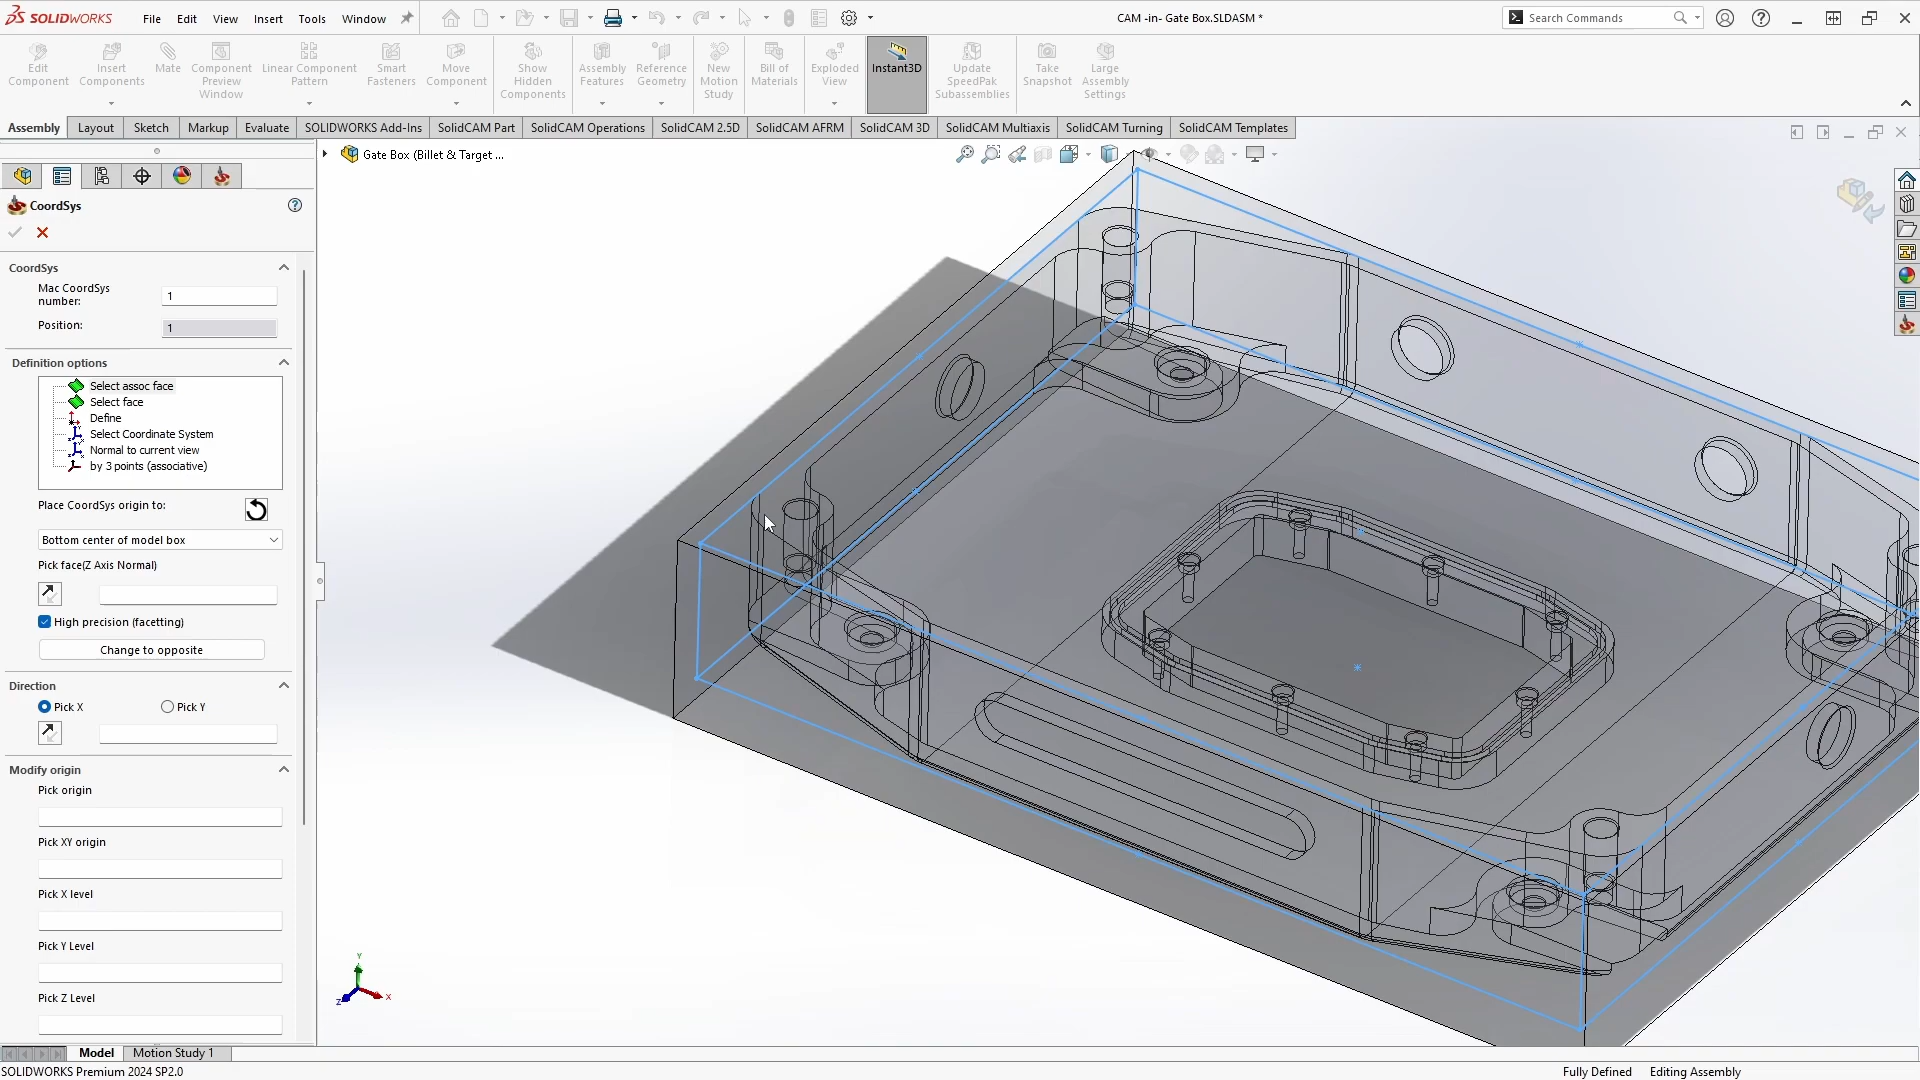 SOLIDWORKS
File Edit View Insert Tools Window
CAM -in- Gate Box.SLDASM *
Search Commands
Edit Component
Insert Components
Mate
Component Preview Window
Linear Component Pattern
Smart Fasteners
Move Component
Show Hidden Components
Assembly Features
Reference Geometry
New Motion Study
Bill of Materials
Exploded View
Instant3D
Update SpeedPak Subassemblies
Take Snapshot
Large Assembly Settings
Assembly Layout Sketch Markup Evaluate SOLIDWORKS Add-Ins SolidCAM Part SolidCAM Operations SolidCAM 2.5D SolidCAM AFRM SolidCAM 3D SolidCAM Multiaxis SolidCAM Turning SolidCAM Templates
Gate Box (Billet & Target ...
CoordSys
CoordSys
Mac CoordSys number:
1
Position:
1
Definition options
Select assoc face
Select face
Define
Select Coordinate System
Normal to current view
by 3 points (associative)
Place CoordSys origin to:
Bottom center of model box
Pick face(Z Axis Normal)
High precision (facetting)
Change to opposite
Direction
Pick X Pick Y
Modify origin
Pick origin
Pick XY origin
Pick X level
Pick Y Level
Pick Z Level
Y
X
Z
Model Motion Study 1
SOLIDWORKS Premium 2024 SP2.0
Fully Defined Editing Assembly